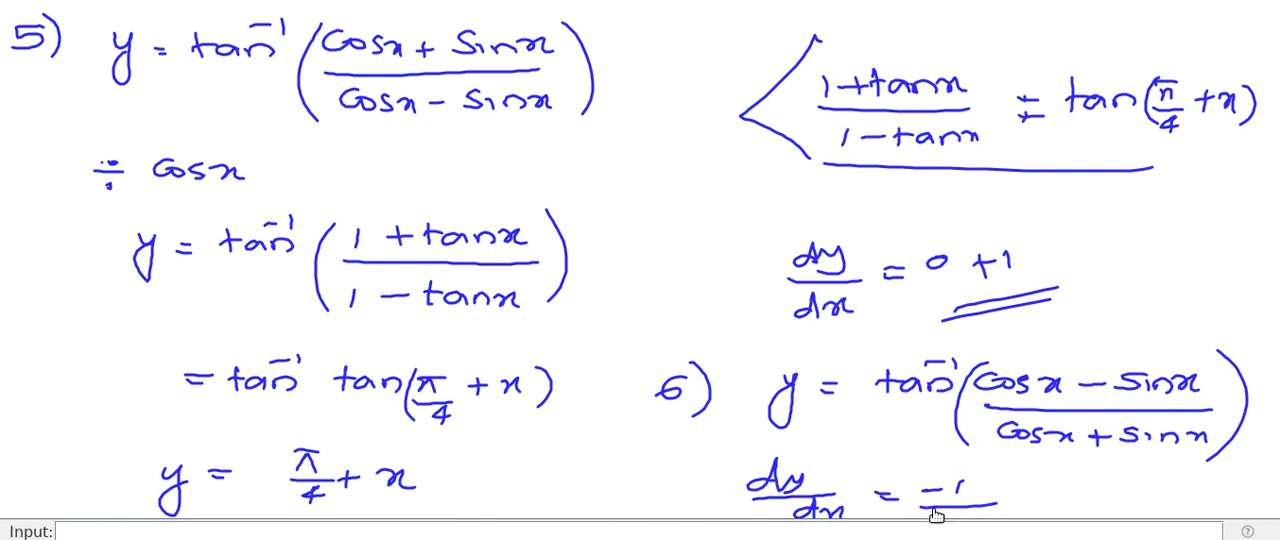 5) y = tan⁻¹ ( (cosx + sinx) / (cosx - sinx) )
÷ cosx
y = tan⁻¹ ( (1 + tanx) / (1 - tanx) )
= tan⁻¹ tan(π/4 + x)
y = π/4 + x
(1+tanx) / (1-tanx) = tan(π/4 + x)
dy/dx = 0 + 1
6) y = tan⁻¹ ( (cosx - sinx) / (cosx + sinx) )
dy/dx = -1
Input: